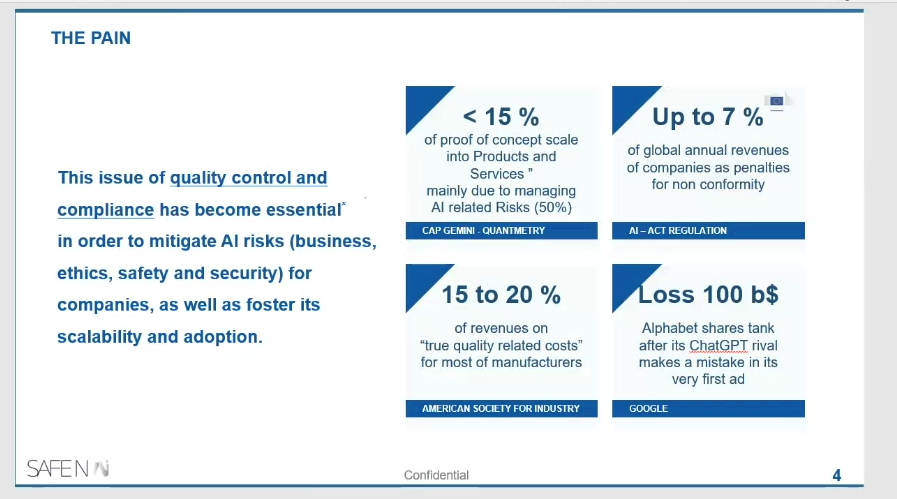 THE PAIN
This issue of quality control and
compliance has become essential*
in order to mitigate AI risks (business,
ethics, safety and security) for
companies, as well as foster its
scalability and adoption.
< 15 %
of proof of concept scale
into Products and
Services "
mainly due to managing
AI related Risks (50%)
CAP GEMINI - QUANTMETRY
Up to 7 %
of global annual revenues
of companies as penalties
for non conformity
AI – ACT REGULATION
15 to 20 %
of revenues on
“true quality related costs”
for most of manufacturers
AMERICAN SOCIETY FOR INDUSTRY
Loss 100 b$
Alphabet shares tank
after its ChatGPT rival
makes a mistake in its
very first ad
GOOGLE
SAFEN
Confidential
4